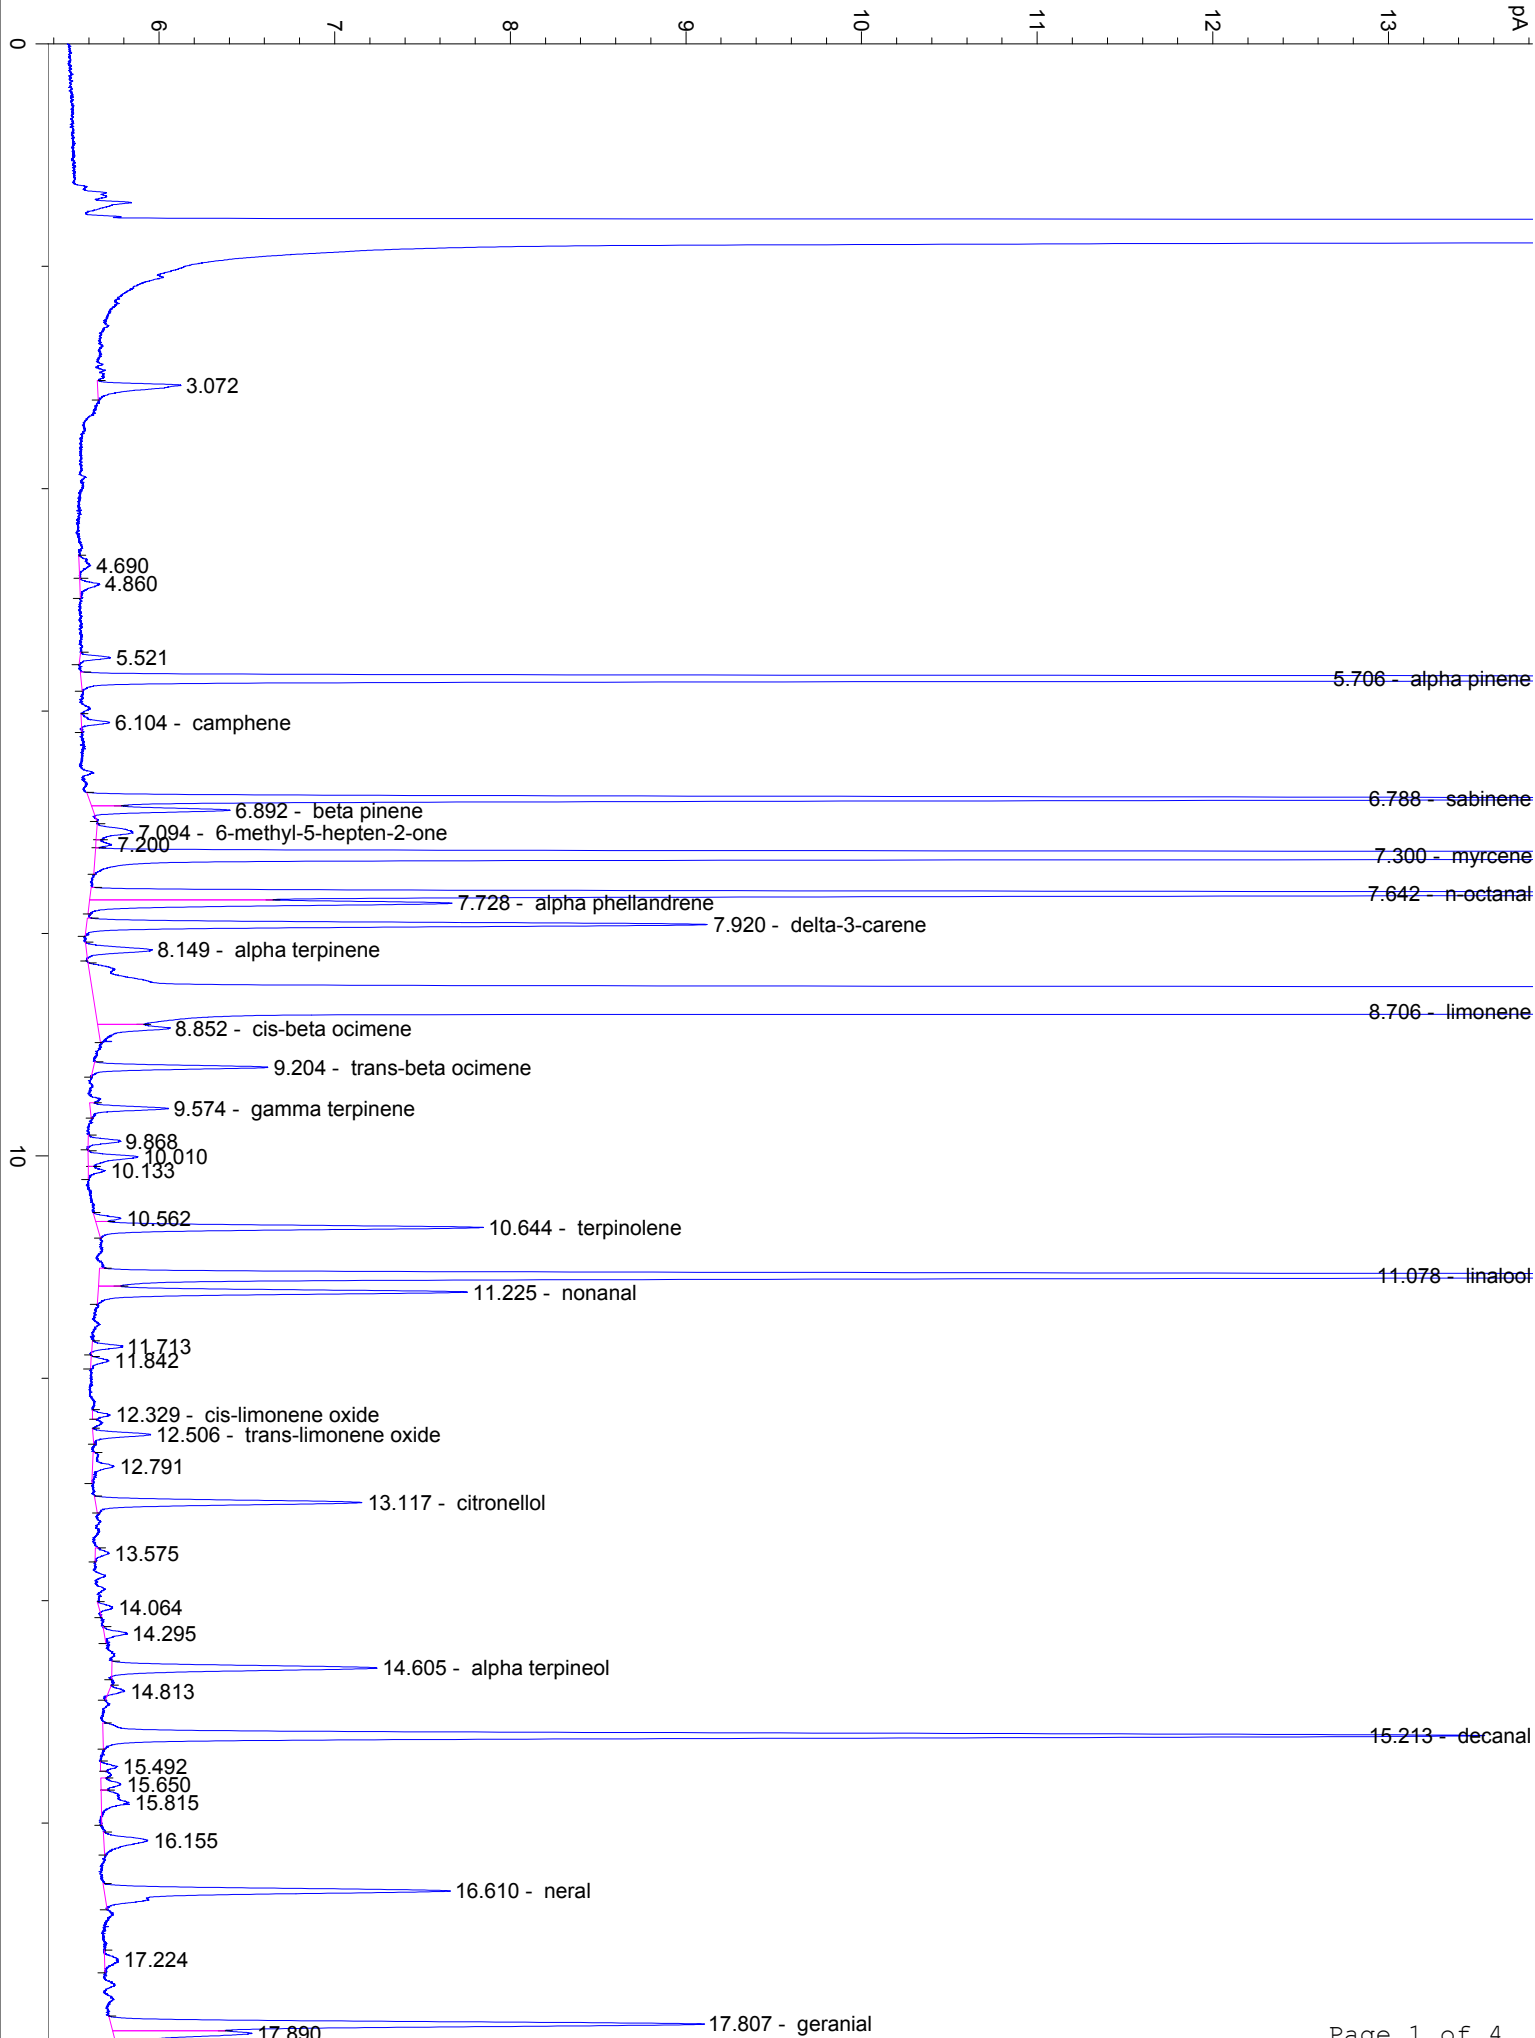 pA
6
7
8
9
10
11
12
13
0
3.072
4.690
4.860
5.521
5.706 - alpha pinene
6.104 - camphene
6.788 - sabinene
6.892 - beta pinene
7.094 - 6-methyl-5-hepten-2-one
7.200
7.300 - myrcene
7.642 - n-octanal
7.728 - alpha phellandrene
7.920 - delta-3-carene
8.149 - alpha terpinene
8.706 - limonene
8.852 - cis-beta ocimene
9.204 - trans-beta ocimene
9.574 - gamma terpinene
9.868
10
10.010
10.133
10.562
10.644 - terpinolene
11.078 - linalool
11.225 - nonanal
11.713
11.842
12.329 - cis-limonene oxide
12.506 - trans-limonene oxide
12.791
13.117 - citronellol
13.575
14.064
14.295
14.605 - alpha terpineol
14.813
15.213 - decanal
15.492
15.650
15.815
16.155
16.610 - neral
17.224
17.807 - geranial
17.890
Page 1 of 4